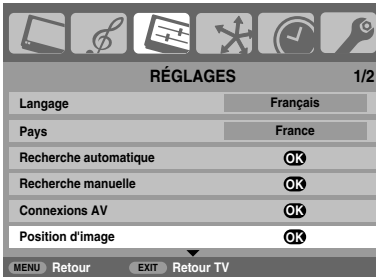 RÉGLAGES 1/2
Langage Français
Pays France
Recherche automatique OK
Recherche manuelle OK
Connexions AV OK
Position d'image OK
MENU Retour EXIT Retour TV